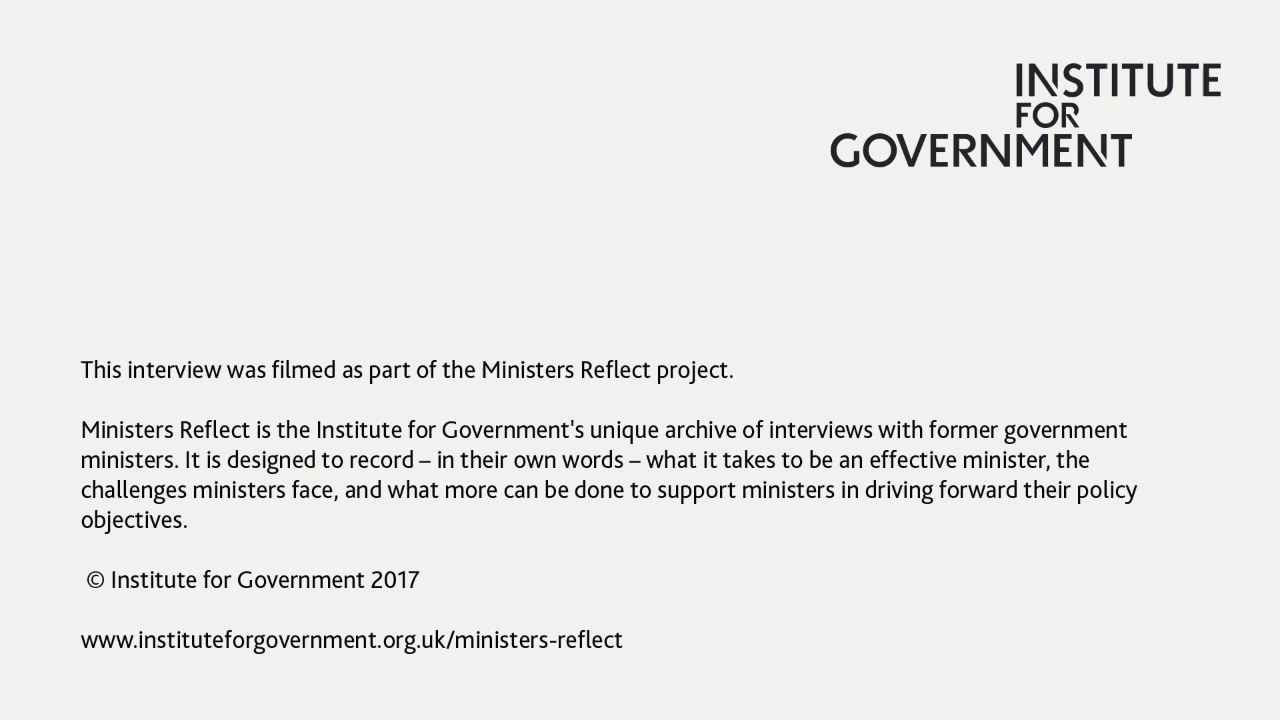 INSTITUTE
FOR
GOVERNMENT
This interview was filmed as part of the Ministers Reflect project.
Ministers Reflect is the Institute for Government's unique archive of interviews with former government
ministers. It is designed to record – in their own words – what it takes to be an effective minister, the
challenges ministers face, and what more can be done to support ministers in driving forward their policy
objectives.
© Institute for Government 2017
www.instituteforgovernment.org.uk/ministers-reflect